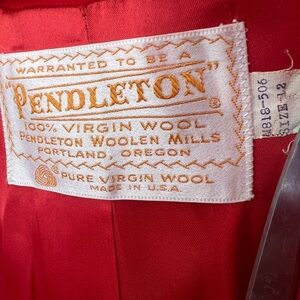 WARRANTED TO BE A
"PENDLETON"®
100% VIRGIN WOOL
PENDLETON WOOLEN MILLS
PORTLAND, OREGON
PURE VIRGIN WOOL
MADE IN U.S.A.
SIZE 12